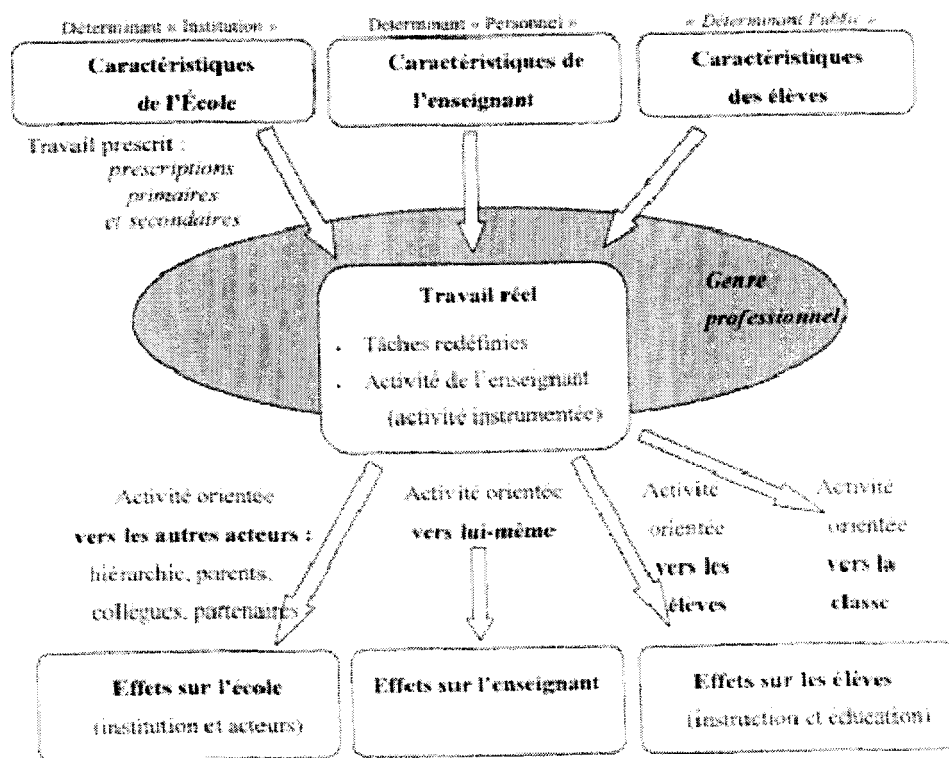 Déterminant « Institution »
Caractéristiques
de l'École
Déterminant « Personnel »
Caractéristiques de
l'enseignant
« Déterminant Public »
Caractéristiques
des élèves
Travail prescrit :
prescriptions
primaires
et secondaires
Genre
professionnel
Travail réel
• Tâches redéfinies
• Activité de l'enseignant
(activité instrumentée)
Activité orientée
vers les autres acteurs :
hiérarchie, parents,
collègues, partenaires
Activité orientée
vers lui-même
Activité
orientée
vers les
élèves
Activité
orientée
vers la
classe
Effets sur l'école
(institution et acteurs)
Effets sur l'enseignant
Effets sur les élèves
(instruction et éducation)